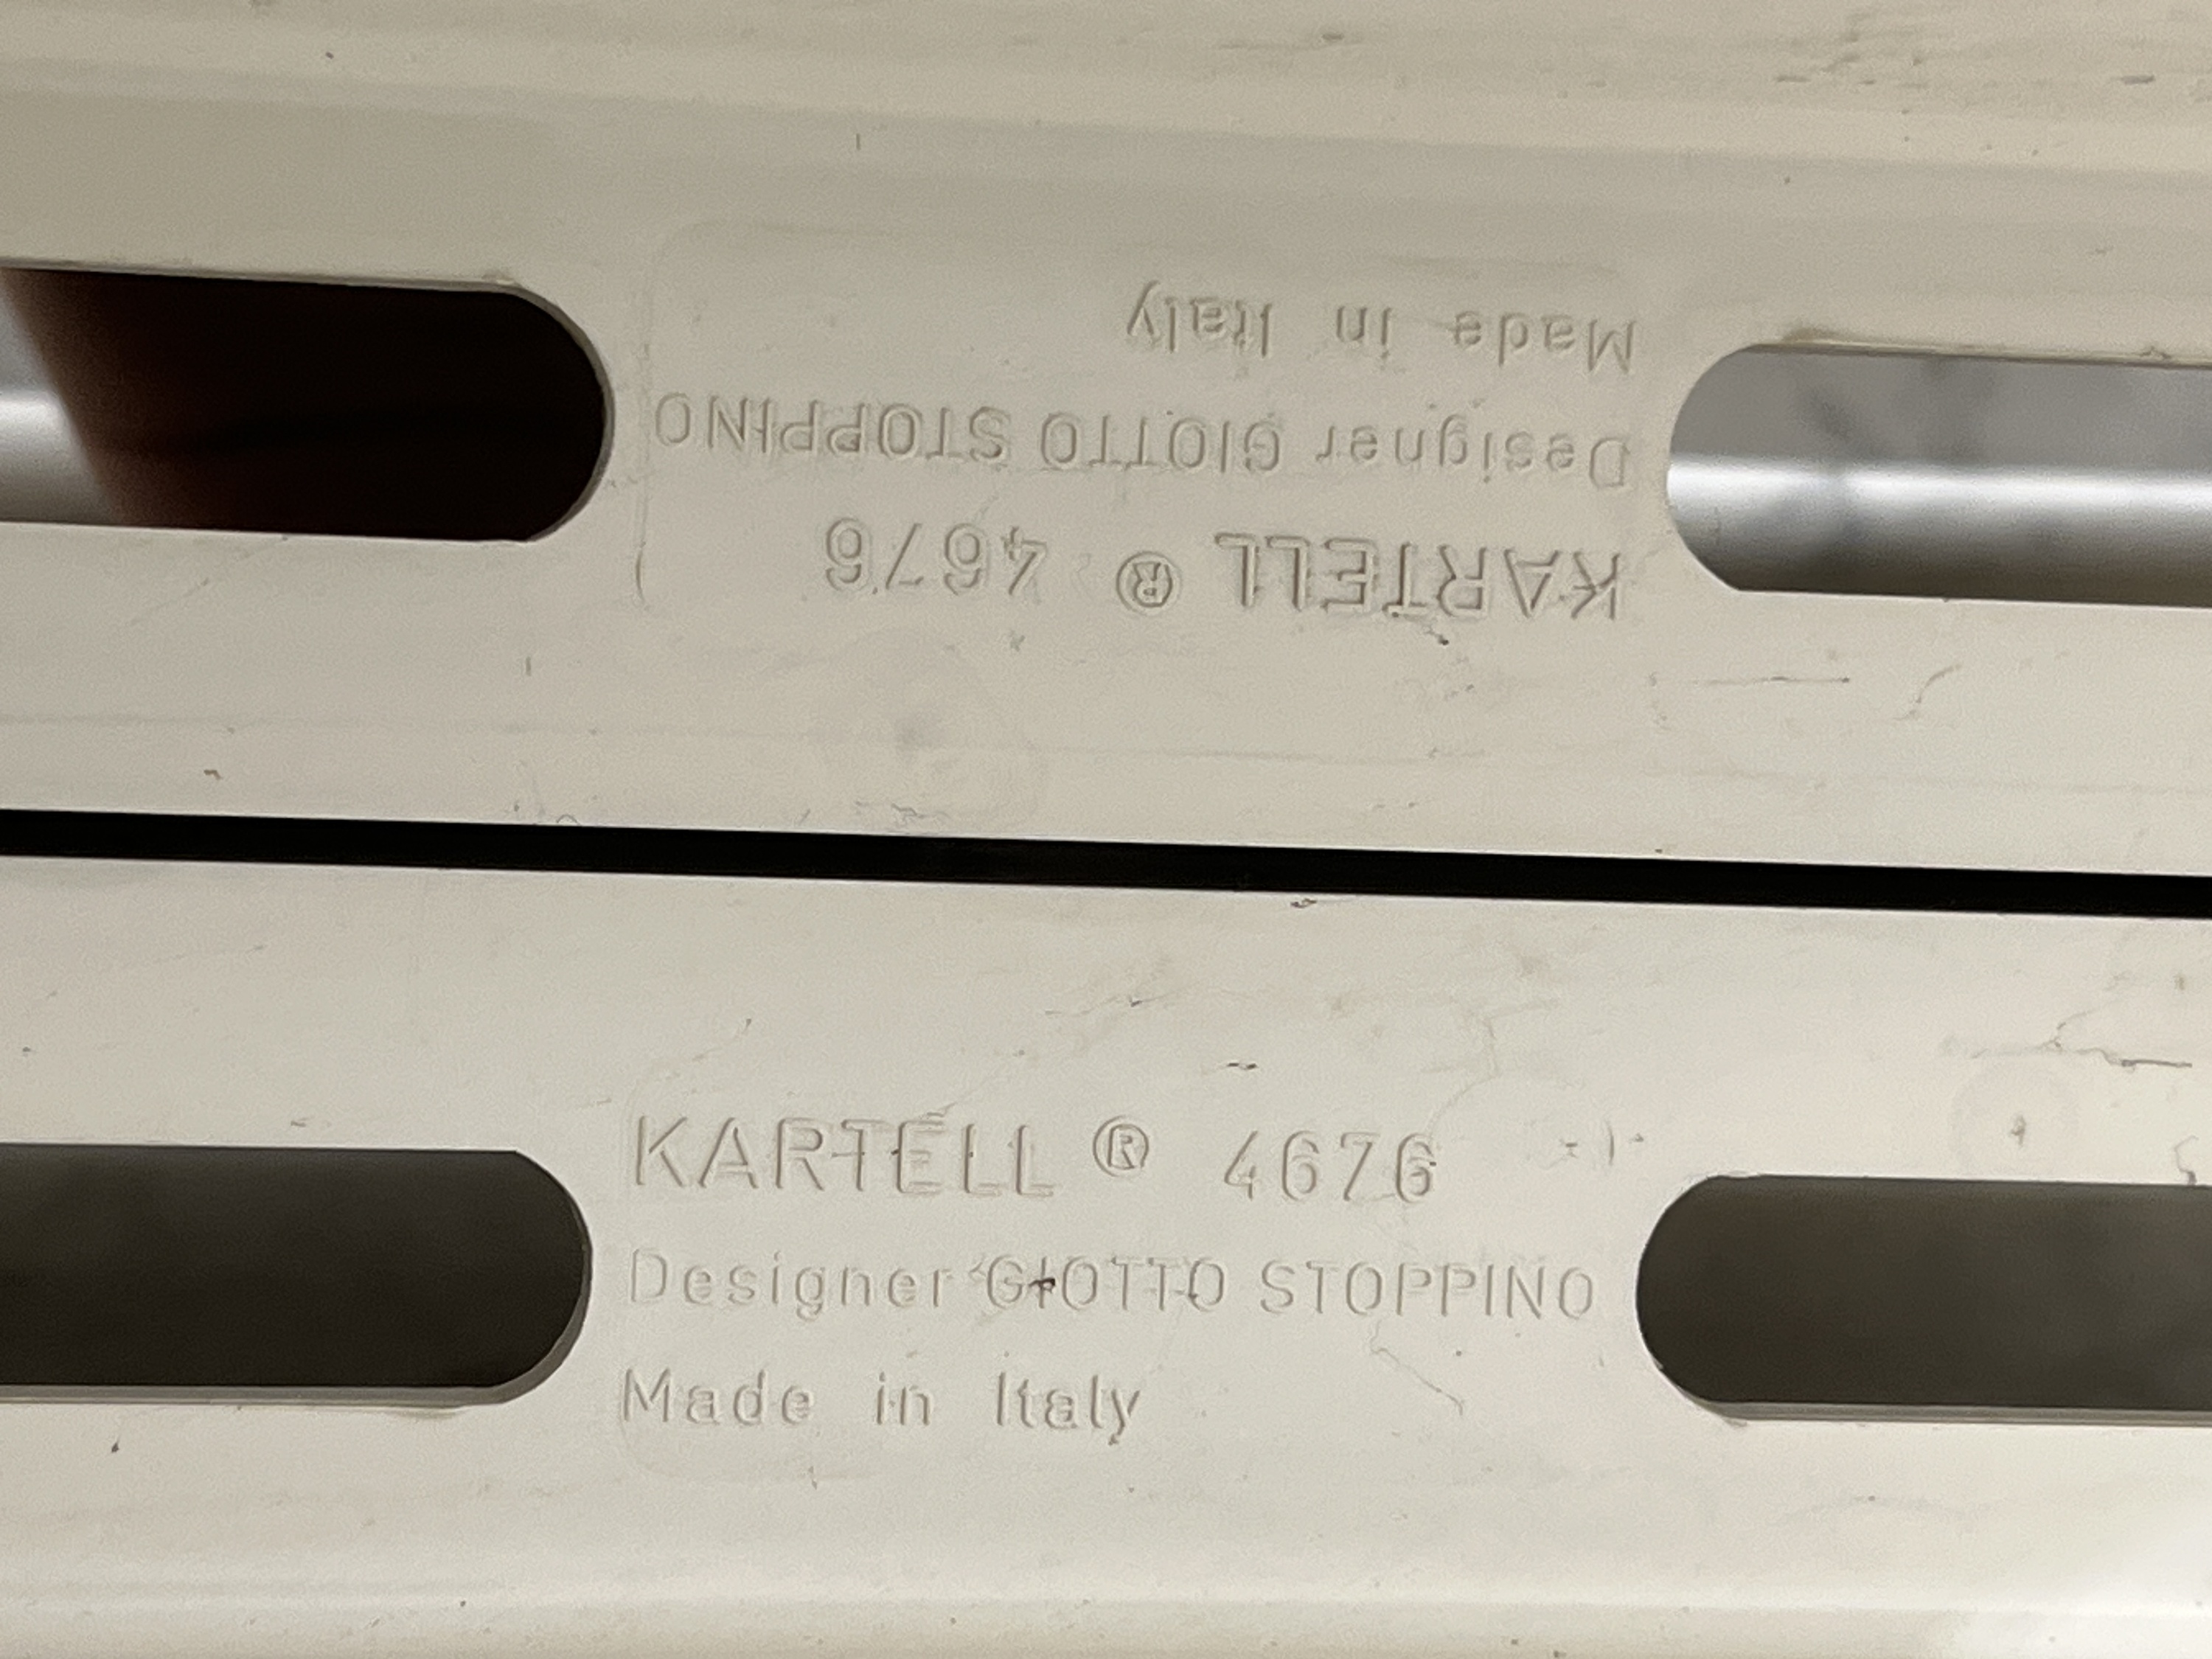 Made in Italy
Designer GIOTTO STOPPINO
KARTELL ® 4676
KARTELL ® 4676
Designer GIOTTO STOPPINO
Made in Italy